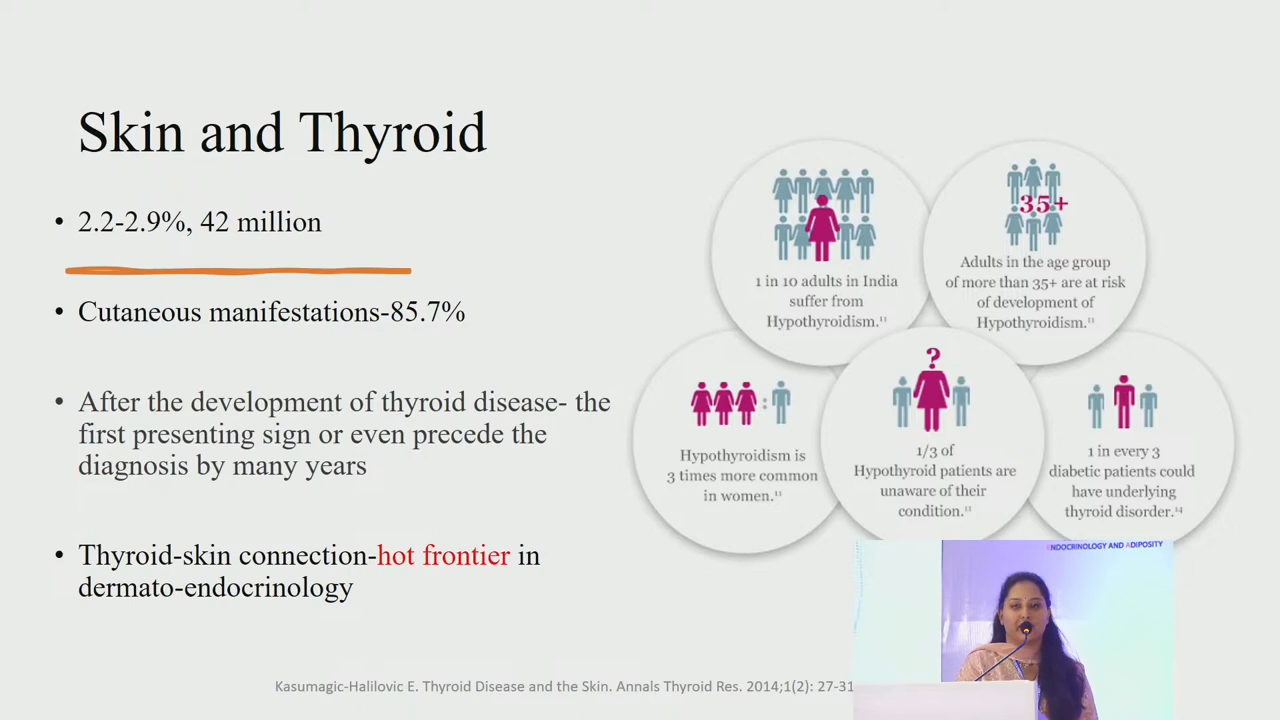 Skin and Thyroid
• 2.2-2.9%, 42 million
• Cutaneous manifestations-85.7%
• After the development of thyroid disease- the
first presenting sign or even precede the
diagnosis by many years
• Thyroid-skin connection-hot frontier in
dermato-endocrinology
1 in 10 adults in India
suffer from
Hypothyroidism.¹³
35+
Adults in the age group
of more than 35+ are at risk
of development of
Hypothyroidism.¹³
:
Hypothyroidism is
3 times more common
in women.¹¹
?
1/3 of
Hypothyroid patients are
unaware of their
condition.¹³
1 in every 3
diabetic patients could
have underlying
thyroid disorder.¹⁴
ENDOCRINOLOGY AND ADIPOSITY
Kasumagic-Halilovic E. Thyroid Disease and the Skin. Annals Thyroid Res. 2014;1(2): 27-31